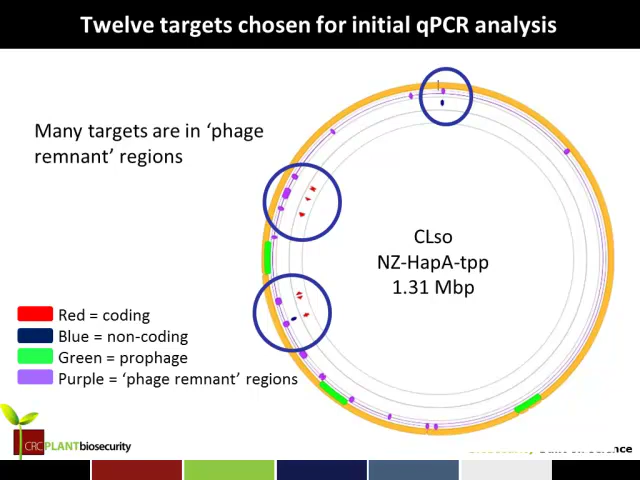 Twelve targets chosen for initial qPCR analysis
Many targets are in ‘phage
remnant’ regions
CLso
NZ-HapA-tpp
1.31 Mbp
Red = coding
Blue = non-coding
Green = prophage
Purple = ‘phage remnant’ regions
CRCPLANTbiosecurity